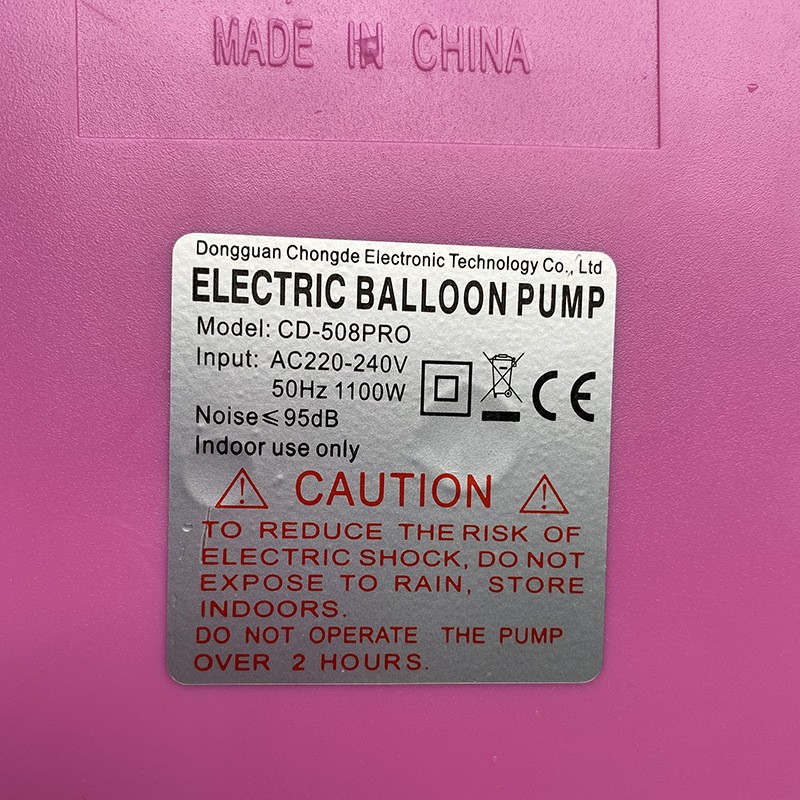 MADE IN CHINA
Dongguan Chongde Electronic Technology Co., Ltd
ELECTRIC BALLOON PUMP
Model: CD-508PRO
Input: AC220-240V
50Hz 1100W
CE
Noise≤95dB
Indoor use only
CAUTION
TO REDUCE THE RISK OF
ELECTRIC SHOCK, DO NOT
EXPOSE TO RAIN, STORE
INDOORS.
DO NOT OPERATE THE PUMP
OVER 2 HOURS.